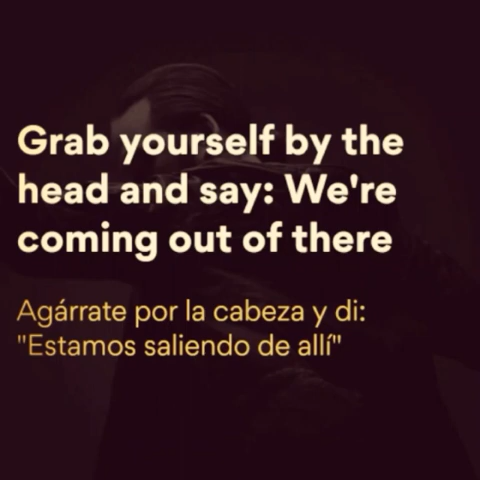 Grab yourself by the
head and say: We're
coming out of there
Agárrate por la cabeza y di:
"Estamos saliendo de allí"